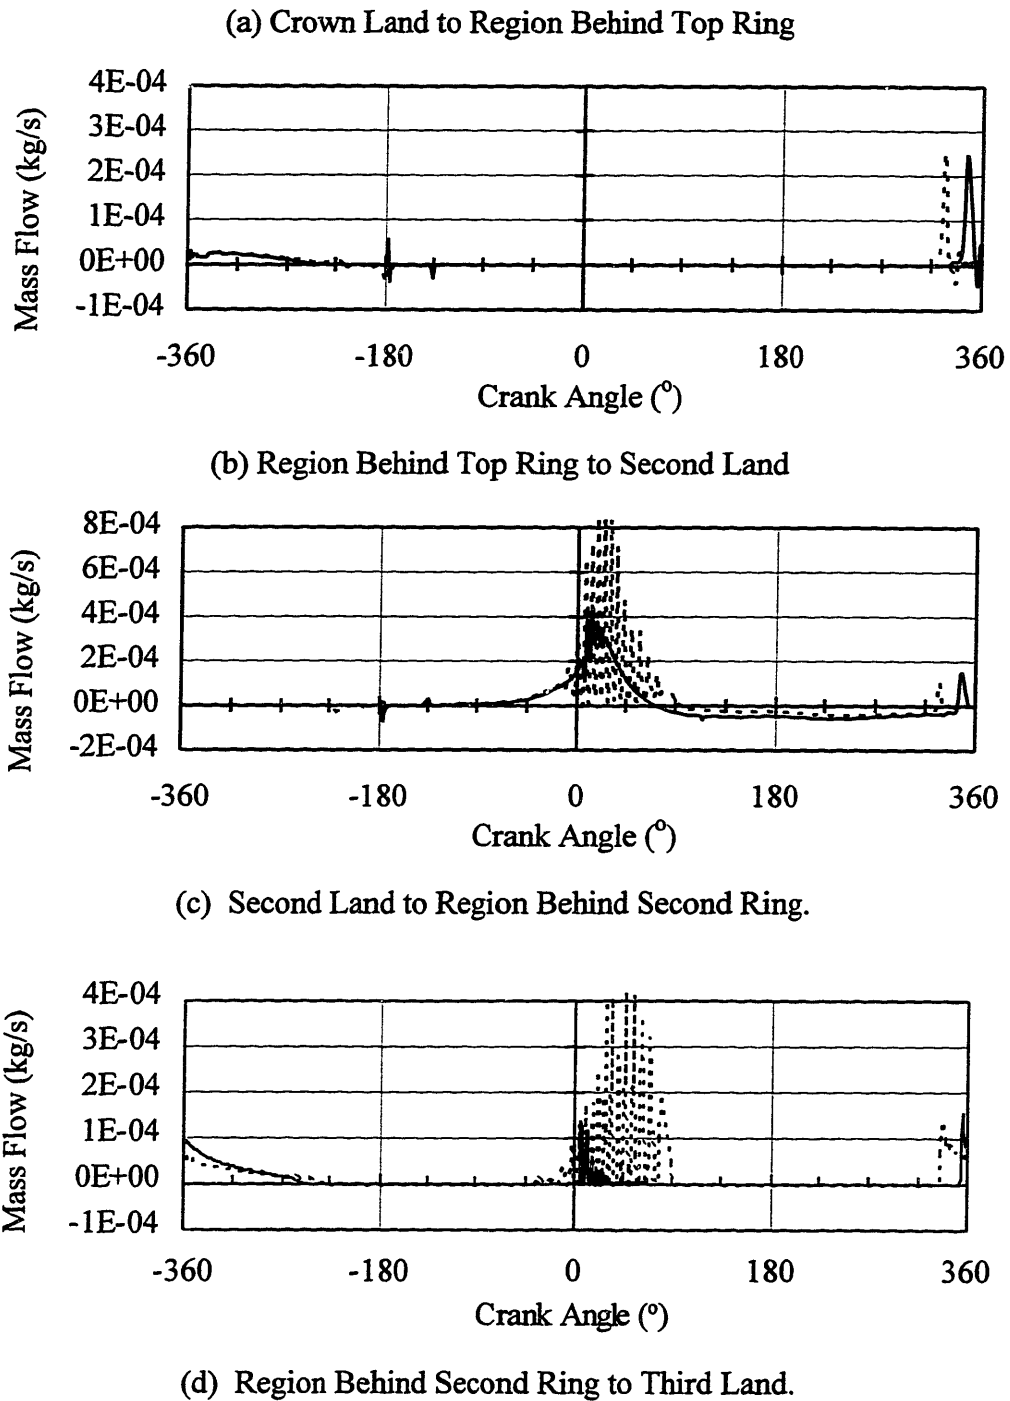 (a) Crown Land to Region Behind Top Ring
4E-04
3E-04
2E-04
1E-04
0E+00
-1E-04
Mass Flow (kg/s)
-360 -180 0 180 360
Crank Angle (°)
(b) Region Behind Top Ring to Second Land
8E-04
6E-04
4E-04
2E-04
0E+00
-2E-04
Mass Flow (kg/s)
-360 -180 0 180 360
Crank Angle (°)
(c) Second Land to Region Behind Second Ring.
4E-04
3E-04
2E-04
1E-04
0E+00
-1E-04
Mass Flow (kg/s)
-360 -180 0 180 360
Crank Angle (°)
(d) Region Behind Second Ring to Third Land.